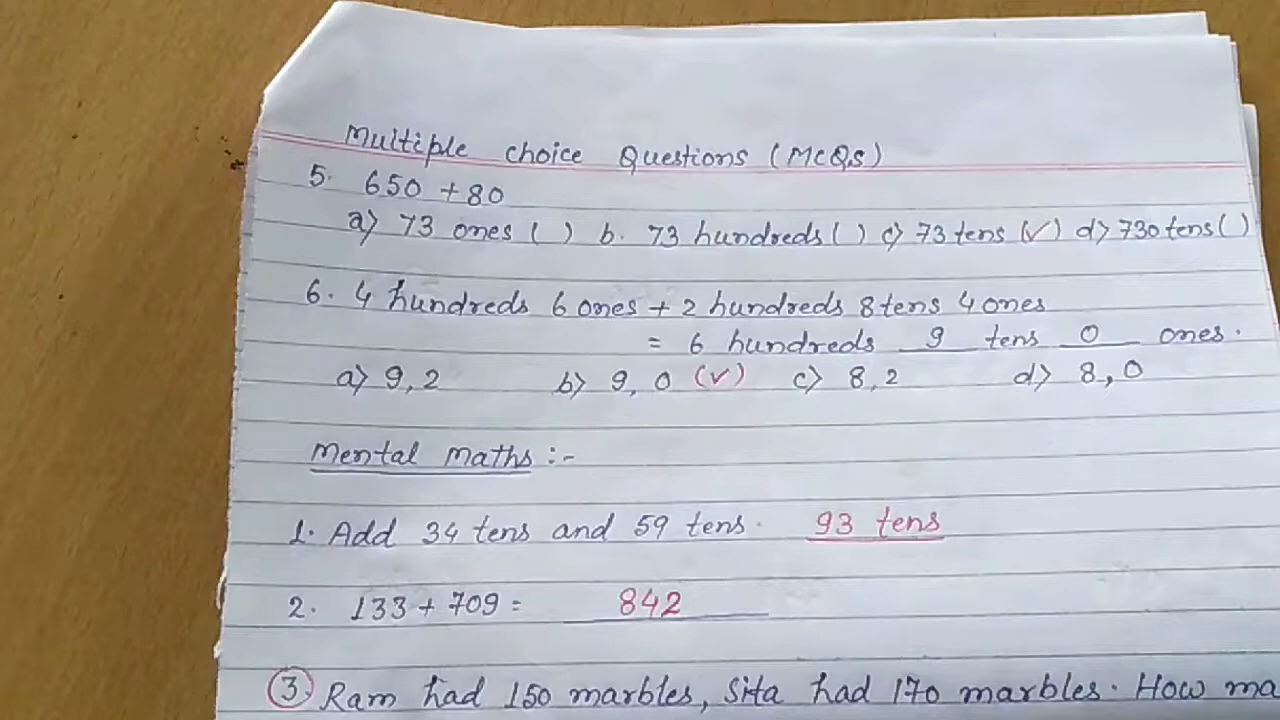 Multiple choice Questions (MCQs)
5. 650 + 80
a) 73 ones ( ) b. 73 hundreds ( ) c) 73 tens (✓) d) 730 tens ( )
6. 4 hundreds 6 ones + 2 hundreds 8 tens 4 ones
= 6 hundreds 9 tens 0 ones.
a) 9, 2 b) 9, 0 (✓) c) 8, 2 d) 8, 0
Mental maths :-
1. Add 34 tens and 59 tens. 93 tens
2. 133 + 709 = 842
3. Ram had 150 marbles, Sita had 170 marbles. How ma